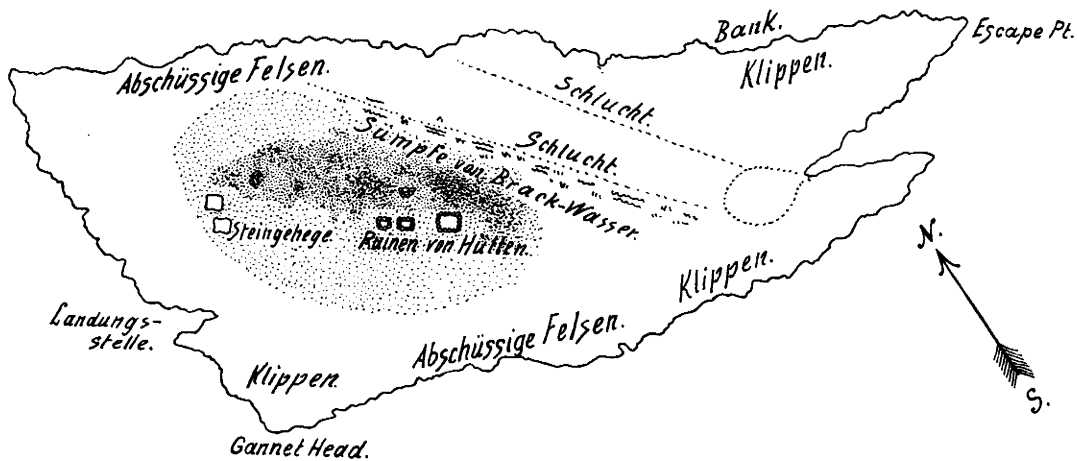 Bank.
Escape Pt.
Abschüssige Felsen.
Klippen.
Schlucht.
Schlucht.
Sümpfe von Brack-Wasser.
Steingehege
Ruinen von Hütten.
Klippen.
N.
Landungs-
stelle.
Abschüssige Felsen.
Klippen.
S.
Gannet Head.